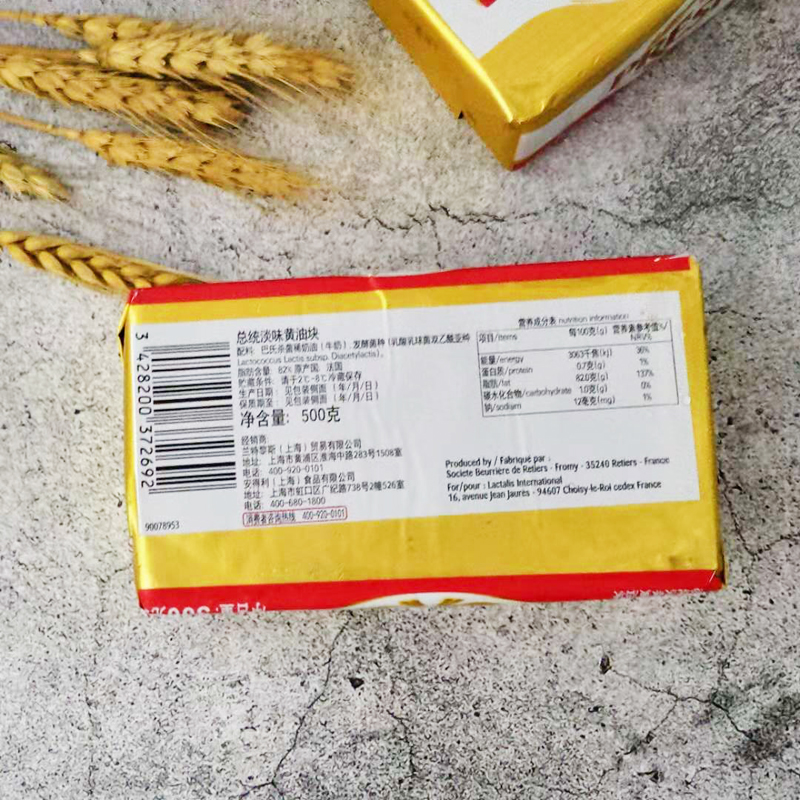 总统淡味黄油块
配料: 巴氏杀菌稀奶油(牛奶), 发酵菌种(乳酸乳球菌双乙酰亚种
Lactococcus Lactis subsp. Diacetylactis)。
脂肪含量: 82% 原产国: 法国
贮藏条件: 请于2℃-8℃冷藏保存
生产日期: 见包装侧面 (年/月/日)
保质期至: 见包装侧面 (年/月/日)
净含量: 500克
经销商:
兰特黎斯(上海)贸易有限公司
地址: 上海市黄浦区淮海中路283号1508室
电话: 400-920-0101
安得利(上海)食品有限公司
地址: 上海市虹口区广纪路738号2幢526室
电话: 400-680-1800
消费者咨询热线 400-920-0101
3 428200 372692
90078953
营养成分表 nutrition information
项目/items 每100克(g) 营养素参考值%/
NRV%
能量/energy 3063千焦(kj) 36%
蛋白质/protein 0.7克(g) 1%
脂肪/fat 82.0克(g) 137%
碳水化合物/carbohydrate 1.0克(g) 0%
钠/sodium 12毫克(mg) 1%
Produced by / Fabriqué par :
Societe Beurrière de Retiers - Fromy - 35240 Retiers - France
For/pour : Lactalis International
16, avenue Jean Jaurès - 94607 Choisy-le-Roi cedex France